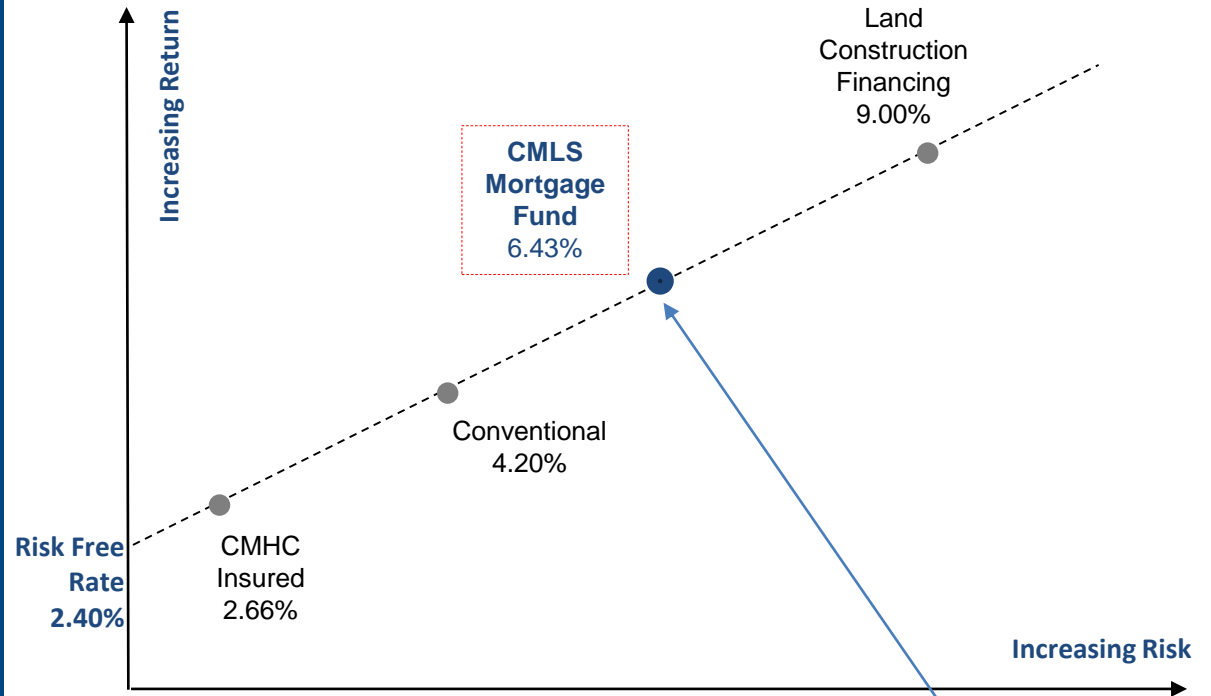 Increasing Return
Land
Construction
Financing
9.00%
CMLS
Mortgage
Fund
6.43%
Conventional
4.20%
Risk Free
Rate
2.40%
CMHC
Insured
2.66%
Increasing Risk